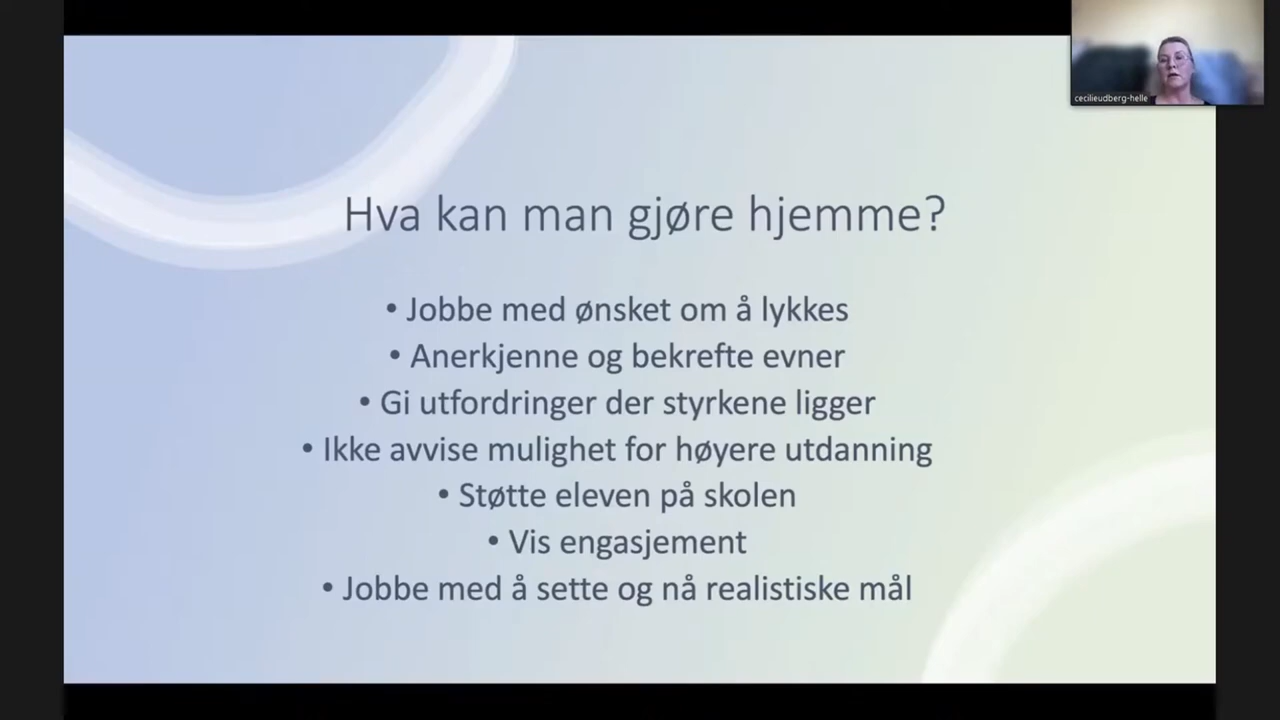 cecilieudberg-helle
Hva kan man gjøre hjemme?
• Jobbe med ønsket om å lykkes
• Anerkjenne og bekrefte evner
• Gi utfordringer der styrkene ligger
• Ikke avvise mulighet for høyere utdanning
• Støtte eleven på skolen
• Vis engasjement
• Jobbe med å sette og nå realistiske mål